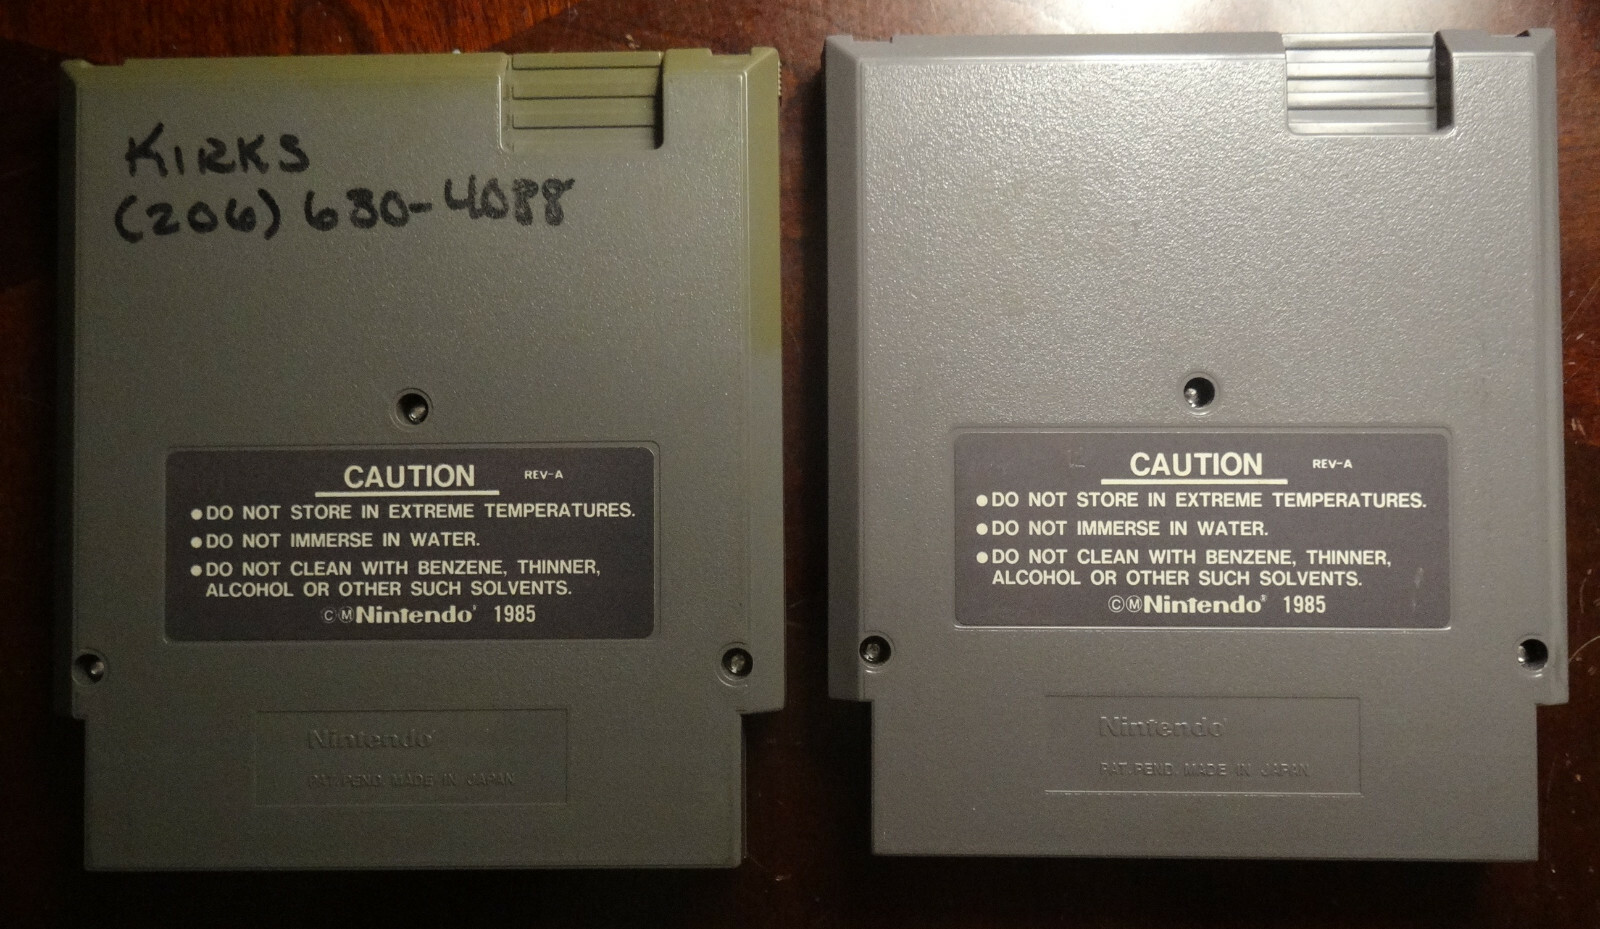 KIRKS
(206) 630-4088
CAUTION REV-A
●DO NOT STORE IN EXTREME TEMPERATURES.
●DO NOT IMMERSE IN WATER.
●DO NOT CLEAN WITH BENZENE, THINNER,
ALCOHOL OR OTHER SUCH SOLVENTS.
ⒸⓂNintendo® 1985
Nintendo
PAT. PEND. MADE IN JAPAN
CAUTION REV-A
●DO NOT STORE IN EXTREME TEMPERATURES.
●DO NOT IMMERSE IN WATER.
●DO NOT CLEAN WITH BENZENE, THINNER,
ALCOHOL OR OTHER SUCH SOLVENTS.
ⒸⓂNintendo® 1985
Nintendo
PAT. PEND. MADE IN JAPAN